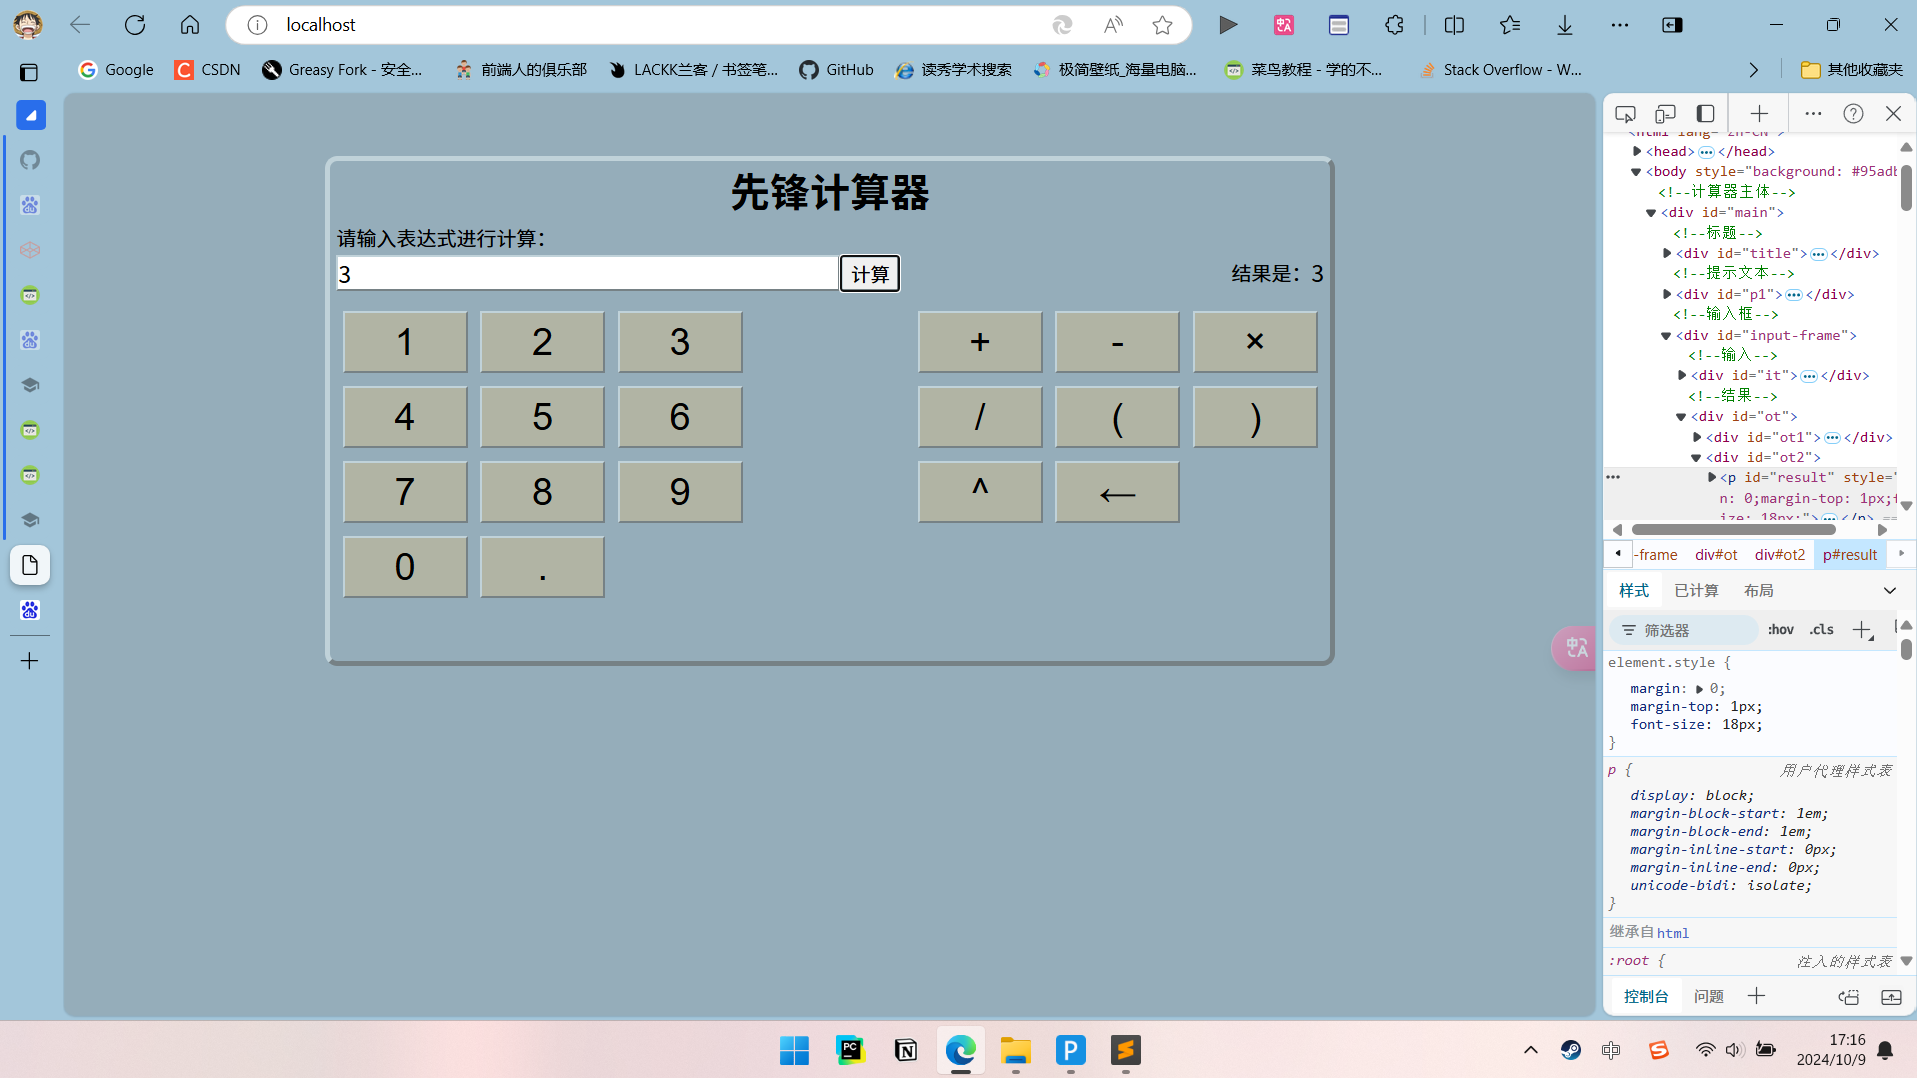 localhost
Google
CSDN
Greasy Fork - 安全...
前端人的俱乐部
LACKK兰客 / 书签笔...
GitHub
读秀学术搜索
极简壁纸_海量电脑...
菜鸟教程 - 学的不...
Stack Overflow - W...
其他收藏夹
先锋计算器
请输入表达式进行计算：
3
计算
结果是：3
1 2 3 + - ×
4 5 6 / ( )
7 8 9 ^ ←
0 .
<html lang="zh-CN">
<head> ••• </head>
<body style="background: #95adb
<!--计算器主体-->
<div id="main">
<!--标题-->
<div id="title"> ••• </div>
<!--提示文本-->
<div id="p1"> ••• </div>
<!--输入框-->
<div id="input-frame">
<!--输入-->
<div id="it"> ••• </div>
<!--结果-->
<div id="ot">
<div id="ot1"> ••• </div>
<div id="ot2">
<p id="result" style="
n: 0;margin-top: 1px;f
ize: 18px;"> ••• </p> ==
-frame div#ot div#ot2 p#result
样式 已计算 布局
筛选器 :hov .cls
element.style {
margin: 0;
margin-top: 1px;
font-size: 18px;
}
p { 用户代理样式表
display: block;
margin-block-start: 1em;
margin-block-end: 1em;
margin-inline-start: 0px;
margin-inline-end: 0px;
unicode-bidi: isolate;
}
继承自 html
:root { 注入的样式表
控制台 问题
17:16
2024/10/9